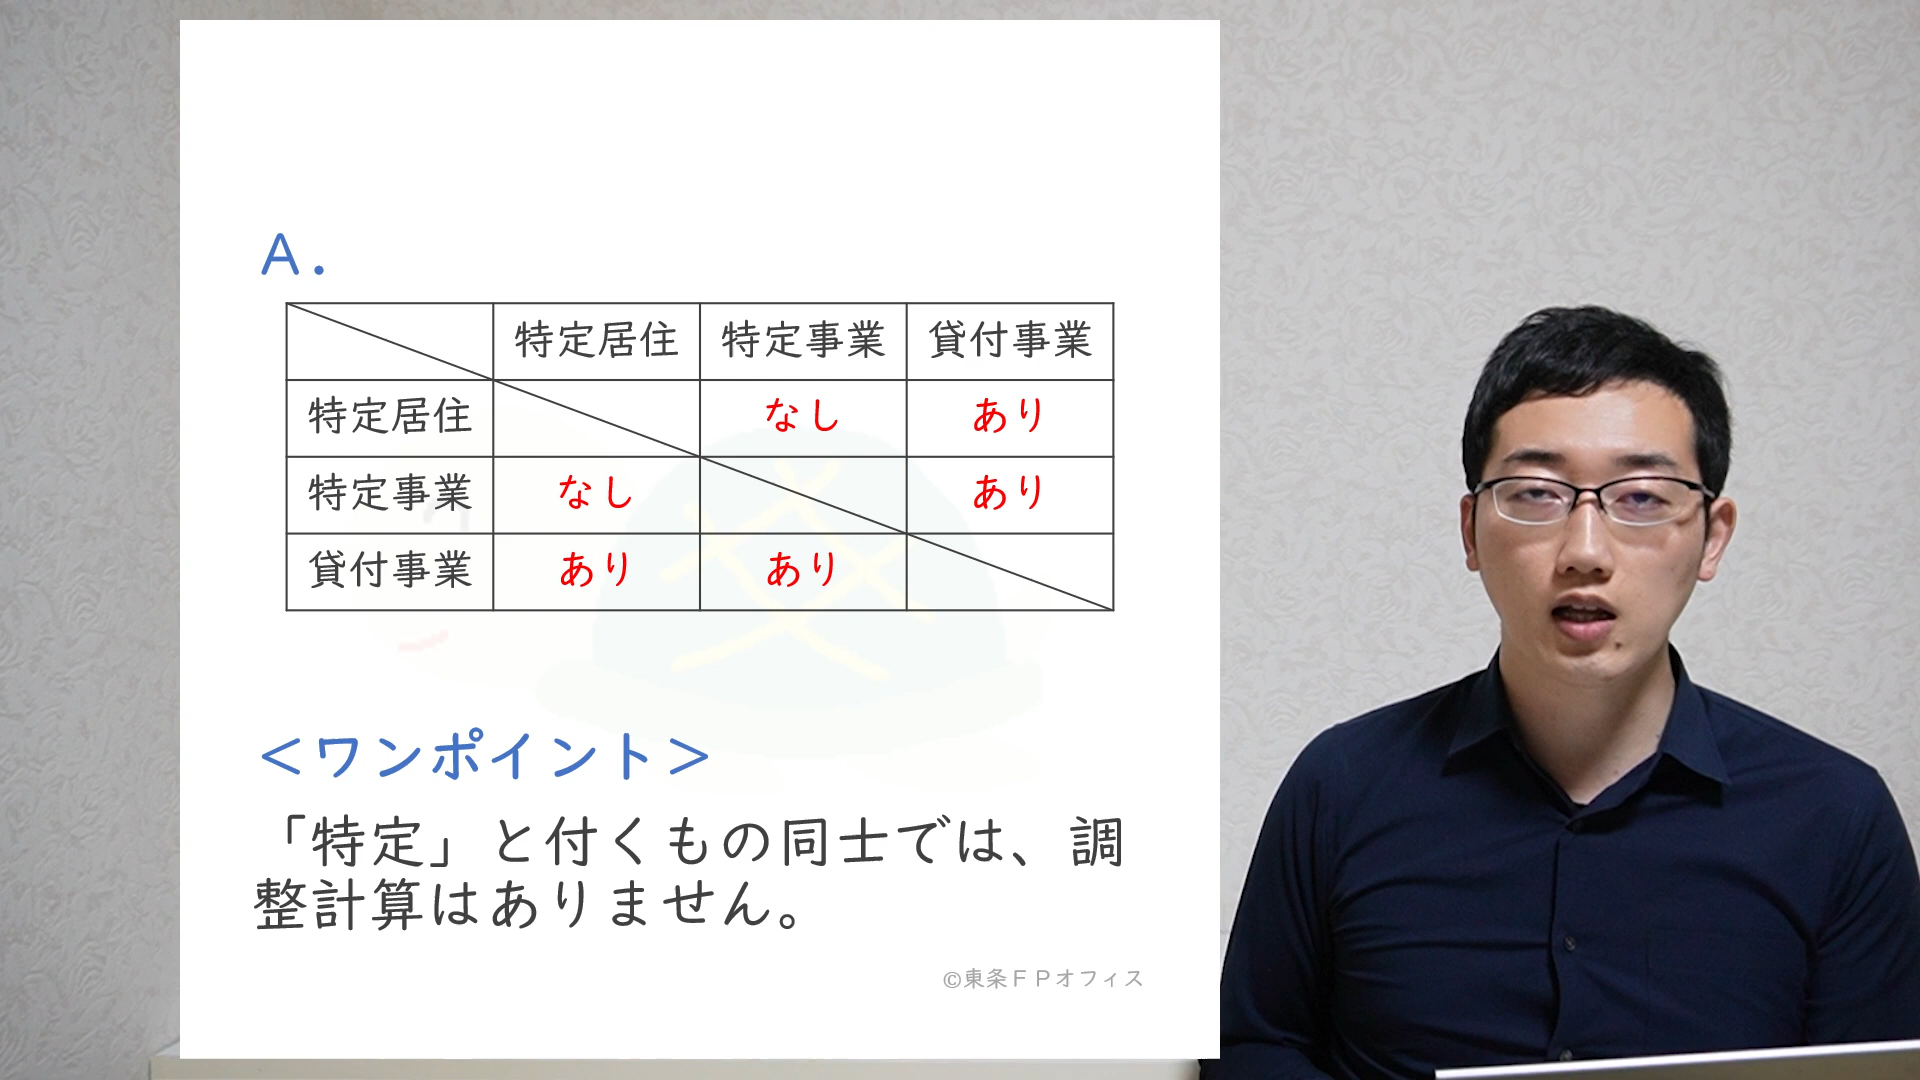 A.
特定居住 特定事業 貸付事業
特定居住 なし あり
特定事業 なし あり
貸付事業 あり あり
<ワンポイント>
「特定」と付くもの同士では、調
整計算はありません。
©東条FPオフィス